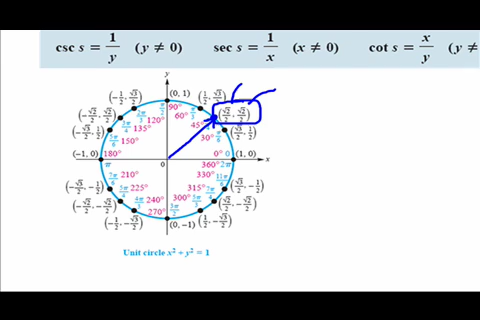 csc s = 1/y (y ≠ 0) sec s = 1/x (x ≠ 0) cot s = x/y (y ≠
y
(0, 1)
(-1/2, √3/2) (1/2, √3/2)
(-√2/2, √2/2) (√2/2, √2/2)
(-√3/2, 1/2) (√3/2, 1/2)
90° π/2
120° 2π/3 60° π/3
135° 3π/4 45°
150° 5π/6 30° π/6
(-1, 0) 180° π 0° 0 (1, 0)
360° 2π x
0
210° 7π/6 330° 11π/6
225° 5π/4 315° 7π/4
240° 4π/3 300° 5π/3
270° 3π/2
(-√3/2, -1/2) (√3/2, -1/2)
(-√2/2, -√2/2) (√2/2, -√2/2)
(-1/2, -√3/2) (1/2, -√3/2)
(0, -1)
Unit circle x² + y² = 1